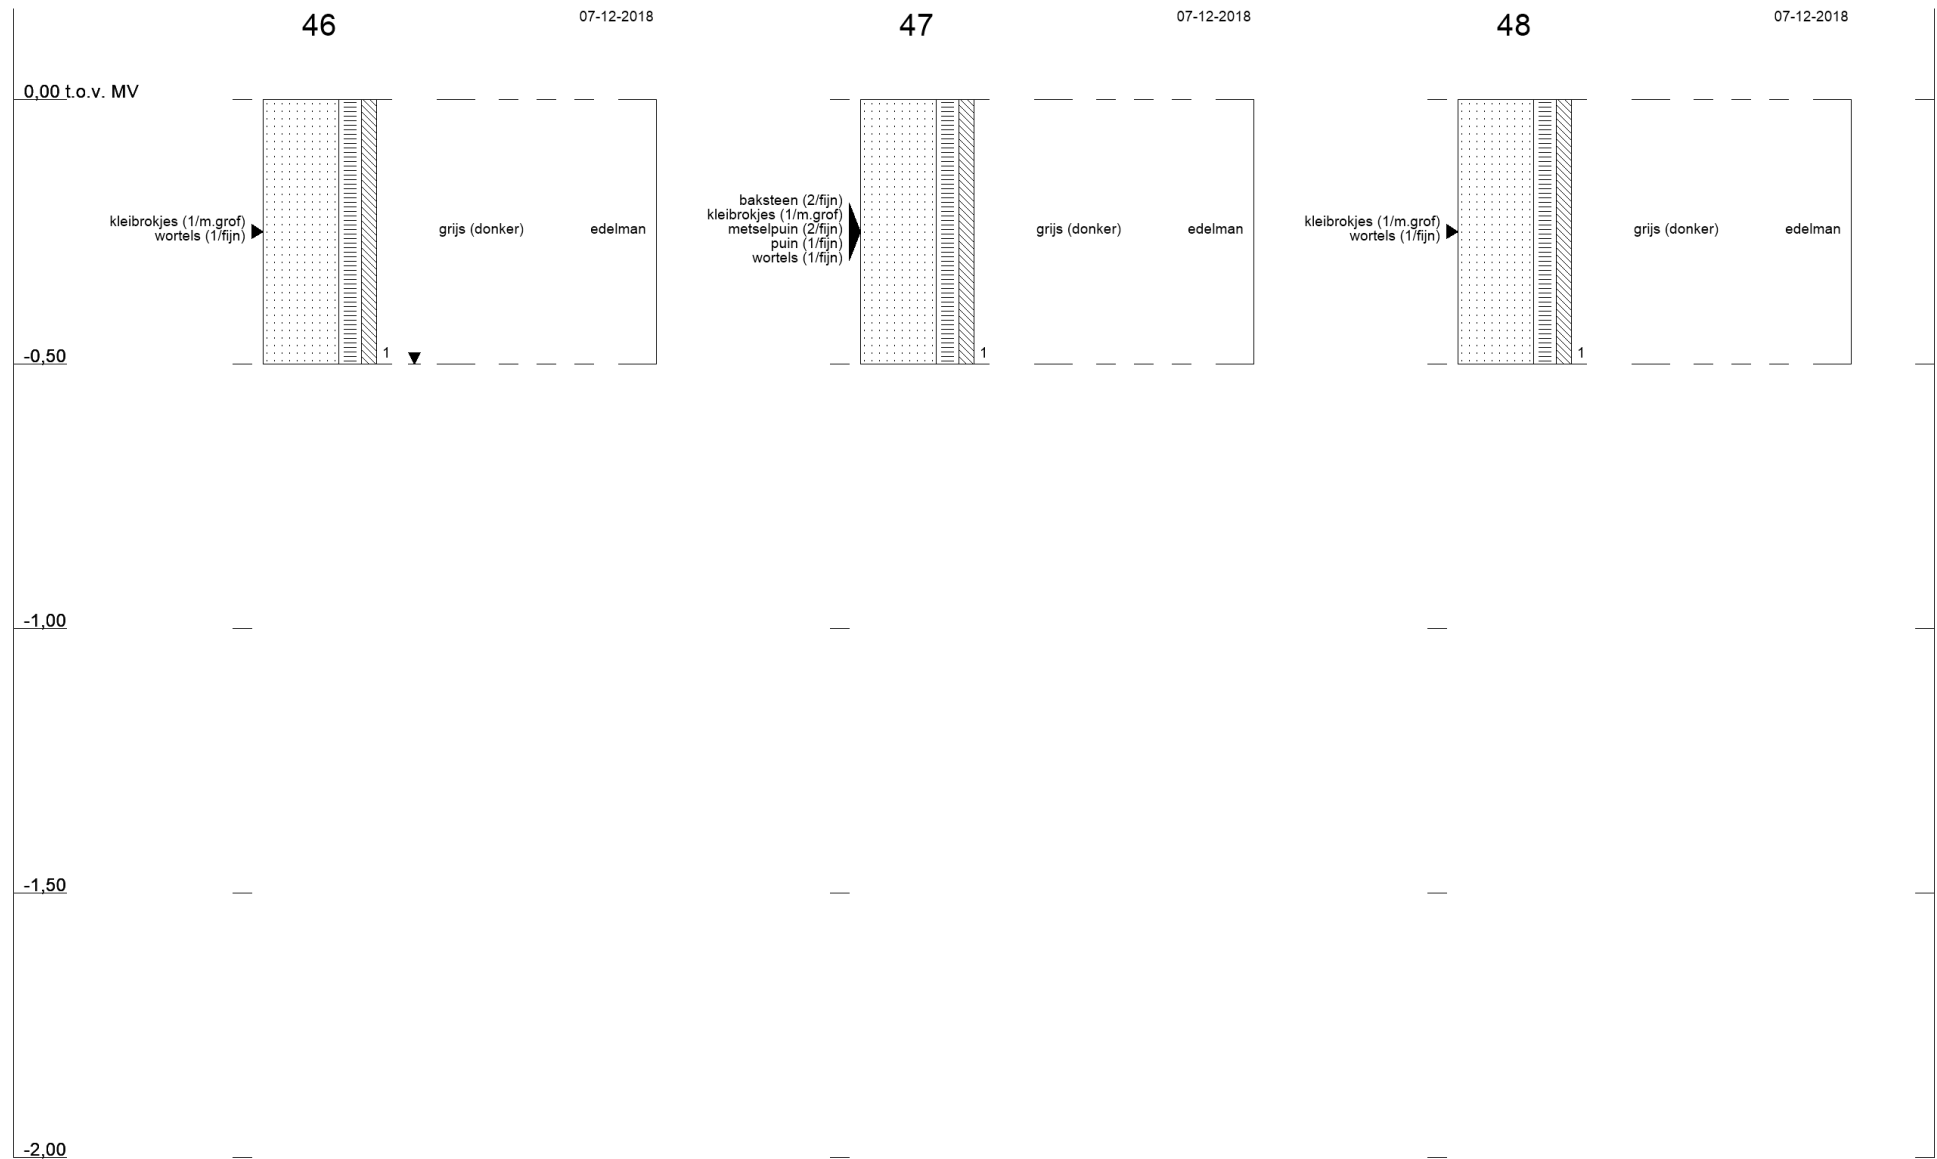 46
07-12-2018
47
07-12-2018
48
07-12-2018
0,00 t.o.v. MV
kleibrokjes (1/m.grof)
wortels (1/fijn)
grijs (donker)
edelman
1
baksteen (2/fijn)
kleibrokjes (1/m.grof)
metselpuin (2/fijn)
puin (1/fijn)
wortels (1/fijn)
grijs (donker)
edelman
1
kleibrokjes (1/m.grof)
wortels (1/fijn)
grijs (donker)
edelman
1
-0,50
-1,00
-1,50
-2,00